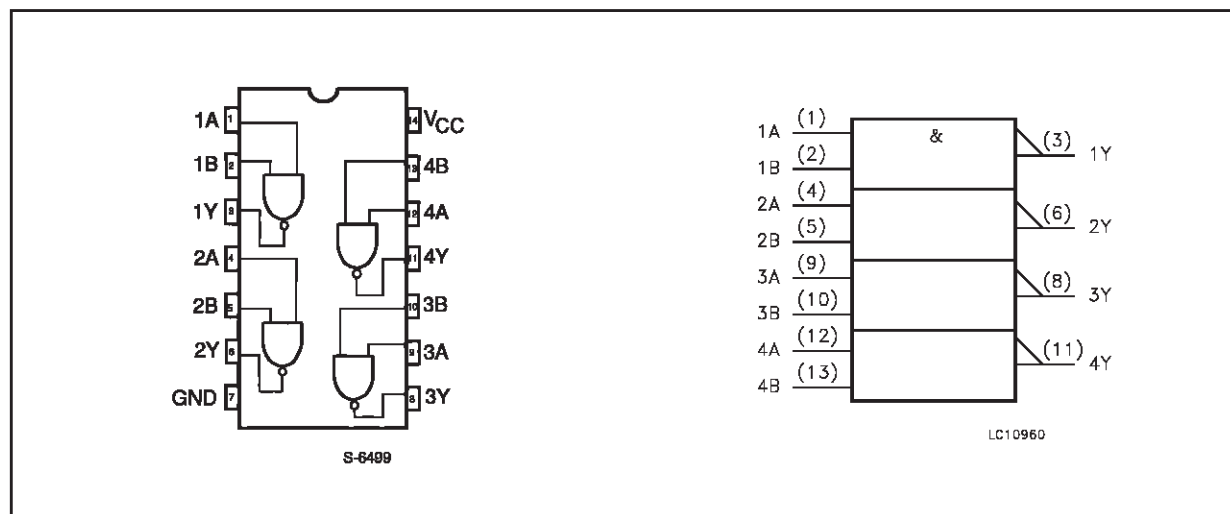 1A 1 14 VCC
1B 2 13 4B
1Y 3 12 4A
2A 4 11 4Y
2B 5 10 3B
2Y 6 9 3A
GND 7 8 3Y
S-6499
1A (1) & (3) 1Y
1B (2)
2A (4) (6) 2Y
2B (5)
3A (9) (8) 3Y
3B (10)
4A (12) (11) 4Y
4B (13)
LC10960